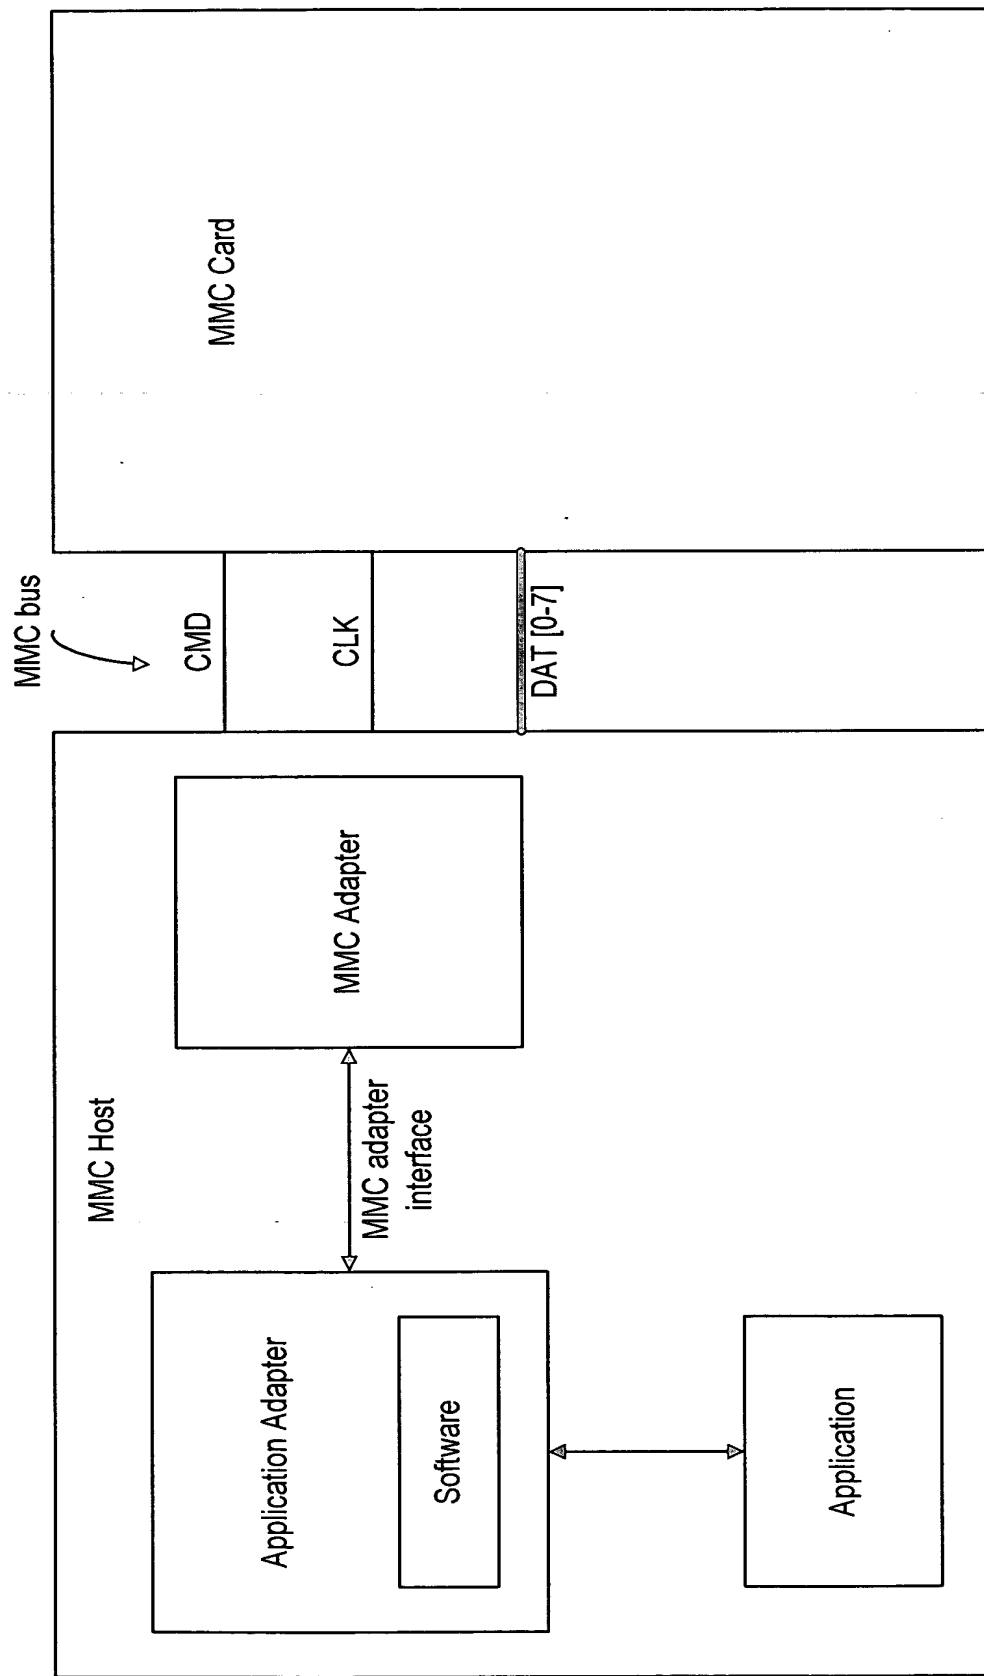 MMC Host
Application Adapter
Software
Application
MMC adapter
interface
MMC Adapter
MMC bus
CMD
CLK
DAT [0-7]
MMC Card